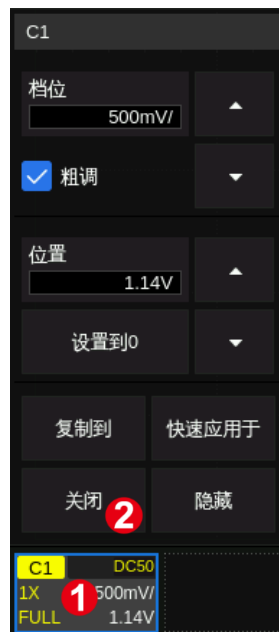 C1
档位
500mV/
粗调
位置
1.14V
设置到0
复制到 快速应用于
关闭 2 隐藏
C1 DC50
1X 1 500mV/
FULL 1.14V